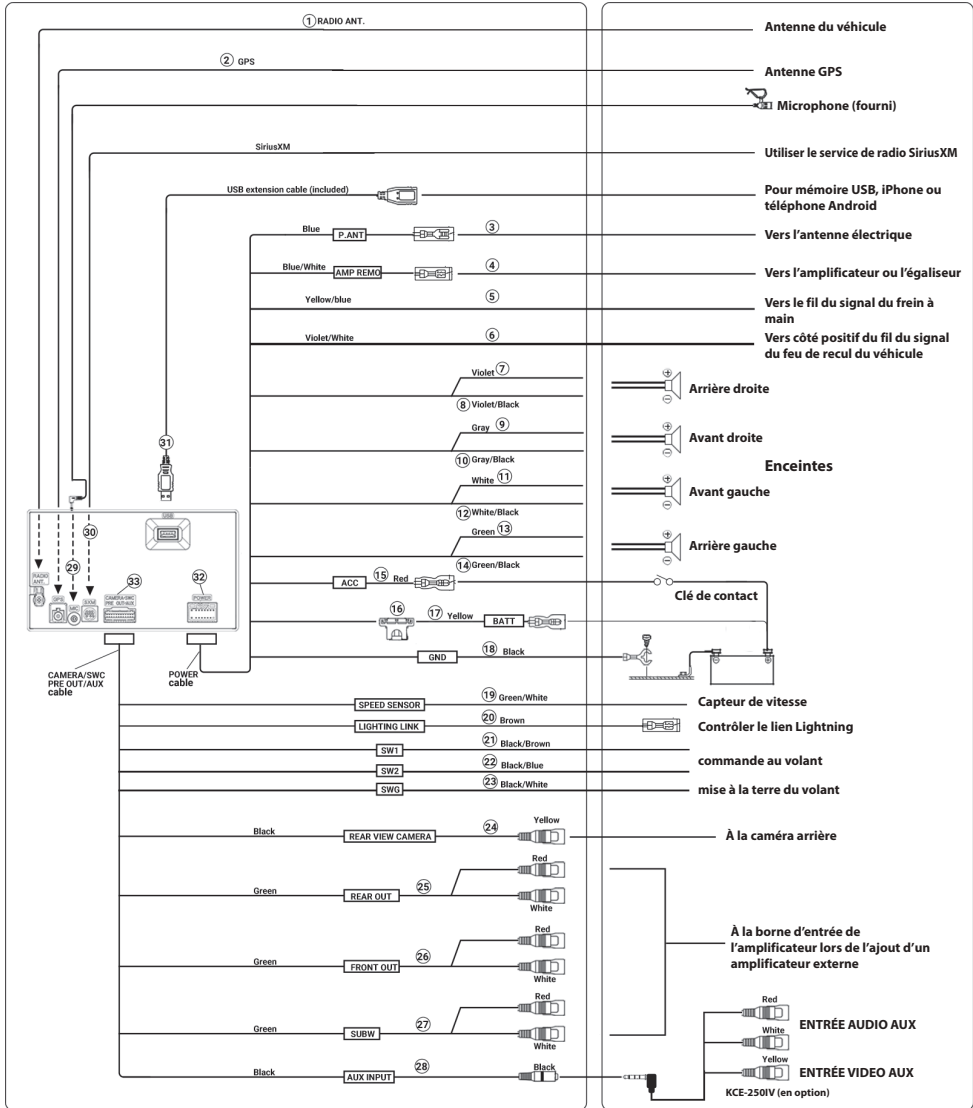 ① RADIO ANT.
Antenne du véhicule
② GPS
Antenne GPS
Microphone (fourni)
SiriusXM
Utiliser le service de radio SiriusXM
USB extension cable (included)
Pour mémoire USB, iPhone ou
téléphone Android
Blue P.ANT ③
Vers l'antenne électrique
Blue/White AMP REMO ④
Vers l'amplificateur ou l'égaliseur
Yellow/blue ⑤
Vers le fil du signal du frein à
main
Violet/White ⑥
Vers côté positif du fil du signal
du feu de recul du véhicule
Violet ⑦
⑧ Violet/Black
Arrière droite
Gray ⑨
⑩ Gray/Black
Avant droite
Enceintes
White ⑪
⑫ White/Black
Avant gauche
Green ⑬
⑭ Green/Black
Arrière gauche
㉛
USB
㉚
㉙
㉝
㉜
RADIO
ANT.
GPS
MIC
SXM
CAMERA/SWC
PRE OUT/AUX
POWER
ACC ⑮ Red
Clé de contact
⑯ ⑰ Yellow BATT
GND ⑱ Black
CAMERA/SWC
PRE OUT/AUX
cable
POWER
cable
SPEED SENSOR ⑲ Green/White
Capteur de vitesse
LIGHTING LINK ⑳ Brown
Contrôler le lien Lightning
SW1 ㉑ Black/Brown
commande au volant
SW2 ㉒ Black/Blue
SWG ㉓ Black/White
mise à la terre du volant
Black REAR VIEW CAMERA ㉔ Yellow
À la caméra arrière
Green REAR OUT ㉕ Red
White
À la borne d'entrée de
l'amplificateur lors de l'ajout d'un
amplificateur externe
Green FRONT OUT ㉖ Red
White
Green SUBW ㉗ Red
White
Black AUX INPUT ㉘ Black
Red
ENTRÉE AUDIO AUX
White
Yellow
ENTRÉE VIDEO AUX
KCE-250IV (en option)